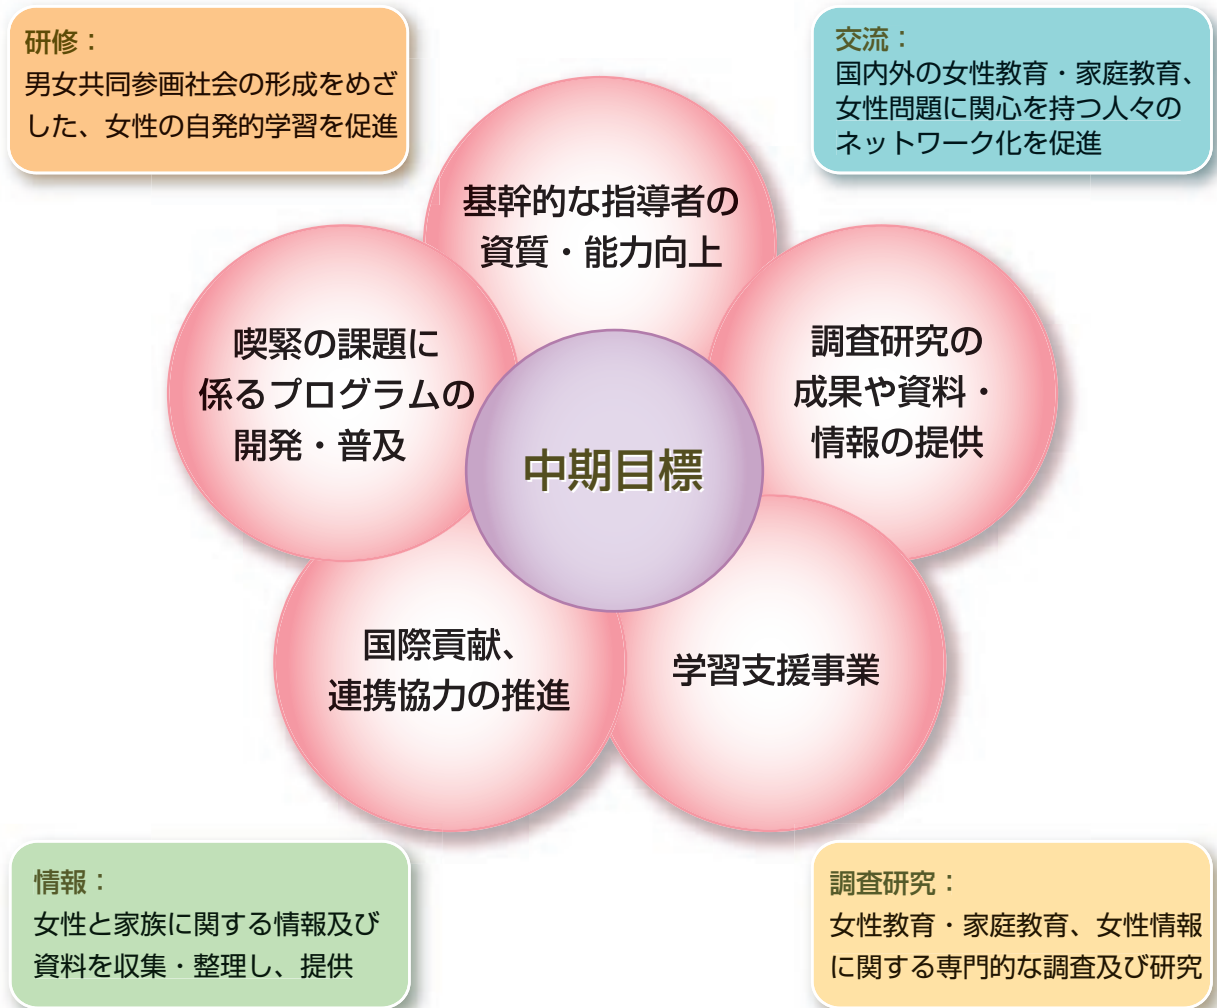 研修：
男女共同参画社会の形成をめざ
した、女性の自発的学習を促進
交流：
国内外の女性教育・家庭教育、
女性問題に関心を持つ人々の
ネットワーク化を促進
基幹的な指導者の
資質・能力向上
喫緊の課題に
係るプログラムの
開発・普及
調査研究の
成果や資料・
情報の提供
中期目標
国際貢献、
連携協力の推進
学習支援事業
情報：
女性と家族に関する情報及び
資料を収集・整理し、提供
調査研究：
女性教育・家庭教育、女性情報
に関する専門的な調査及び研究